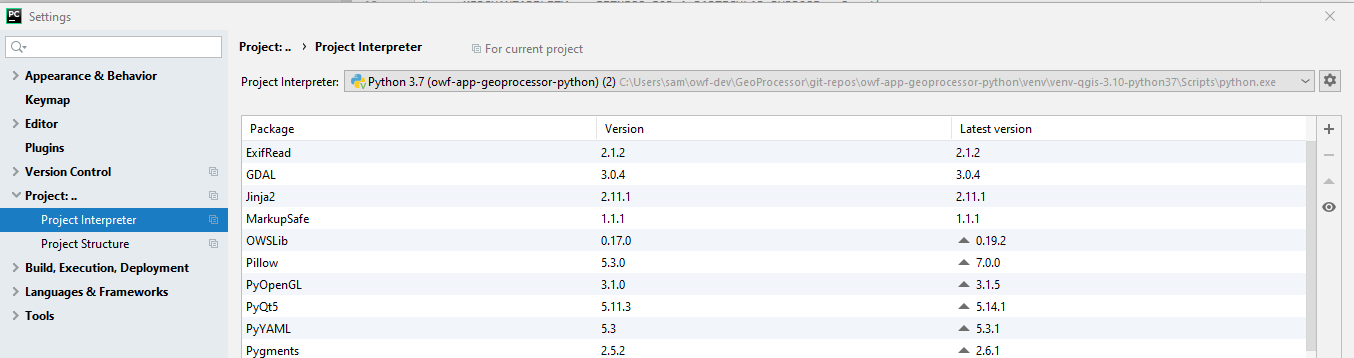 PC
Settings
Project: .. › Project Interpreter For current project
Project Interpreter: Python 3.7 (owf-app-geoprocessor-python) (2) C:\Users\sam\owf-dev\GeoProcessor\git-repos\owf-app-geoprocessor-python\venv\venv-qgis-3.10-python37\Scripts\python.exe
Appearance & Behavior
Keymap
Editor
Plugins
Version Control
Project: ..
Project Interpreter
Project Structure
Build, Execution, Deployment
Languages & Frameworks
Tools
Package Version Latest version
ExifRead 2.1.2 2.1.2
GDAL 3.0.4 3.0.4
Jinja2 2.11.1 2.11.1
MarkupSafe 1.1.1 1.1.1
OWSLib 0.17.0 0.19.2
Pillow 5.3.0 7.0.0
PyOpenGL 3.1.0 3.1.5
PyQt5 5.11.3 5.14.1
PyYAML 5.3 5.3.1
Pygments 2.5.2 2.6.1